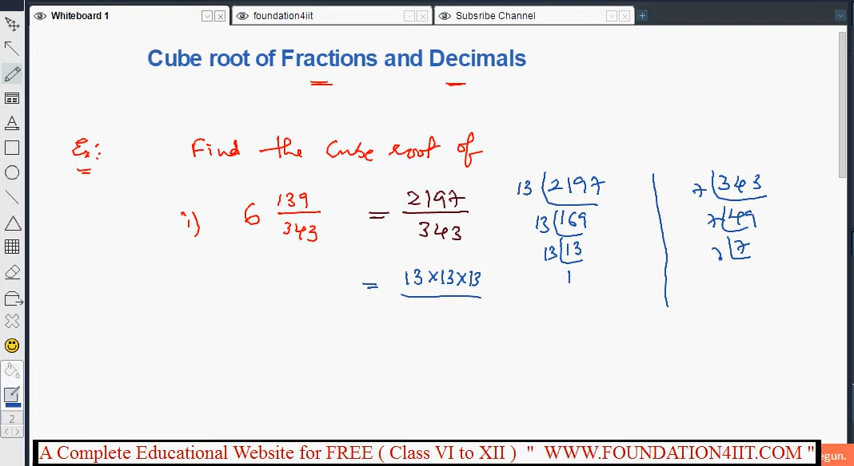 Whiteboard 1 foundation4iit Subsribe Channel
Cube root of Fractions and Decimals
Ex: Find the Cube root of
i) 6 139/343 = 2197/343
= 13×13×13
13 2197
13 169
13 13
1
7 343
7 49
7 7
2
A Complete Educational Website for FREE ( Class VI to XII ) " WWW.FOUNDATION4IIT.COM "
egun.